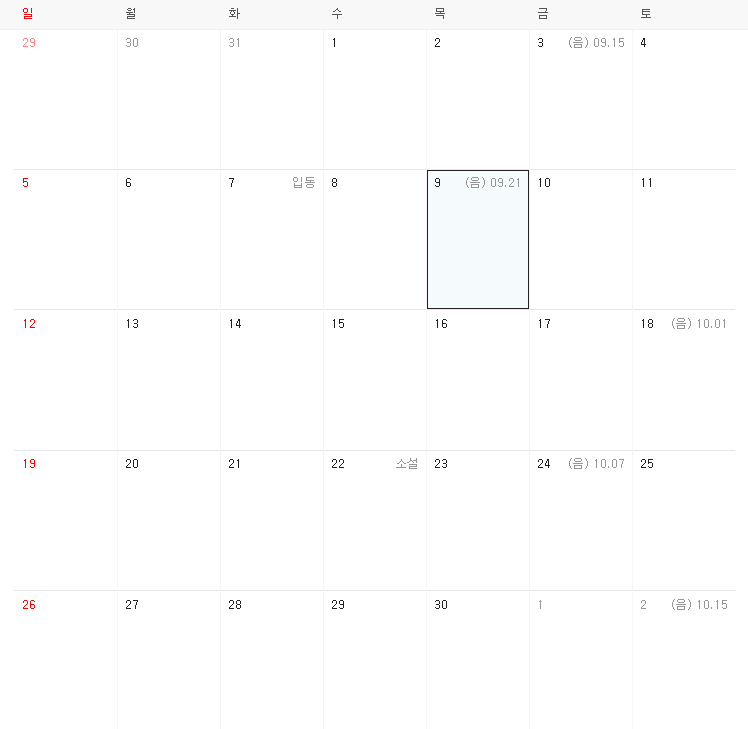 일 월 화 수 목 금 토
29 30 31 1 2 3 (음) 09.15 4
5 6 7 입동 8 9 (음) 09.21 10 11
12 13 14 15 16 17 18 (음) 10.01
19 20 21 22 소설 23 24 (음) 10.07 25
26 27 28 29 30 1 2 (음) 10.15